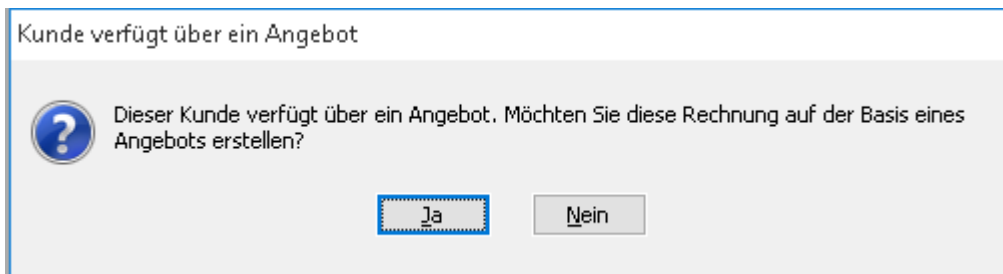 Kunde verfügt über ein Angebot
Dieser Kunde verfügt über ein Angebot. Möchten Sie diese Rechnung auf der Basis eines
Angebots erstellen?
Ja
Nein